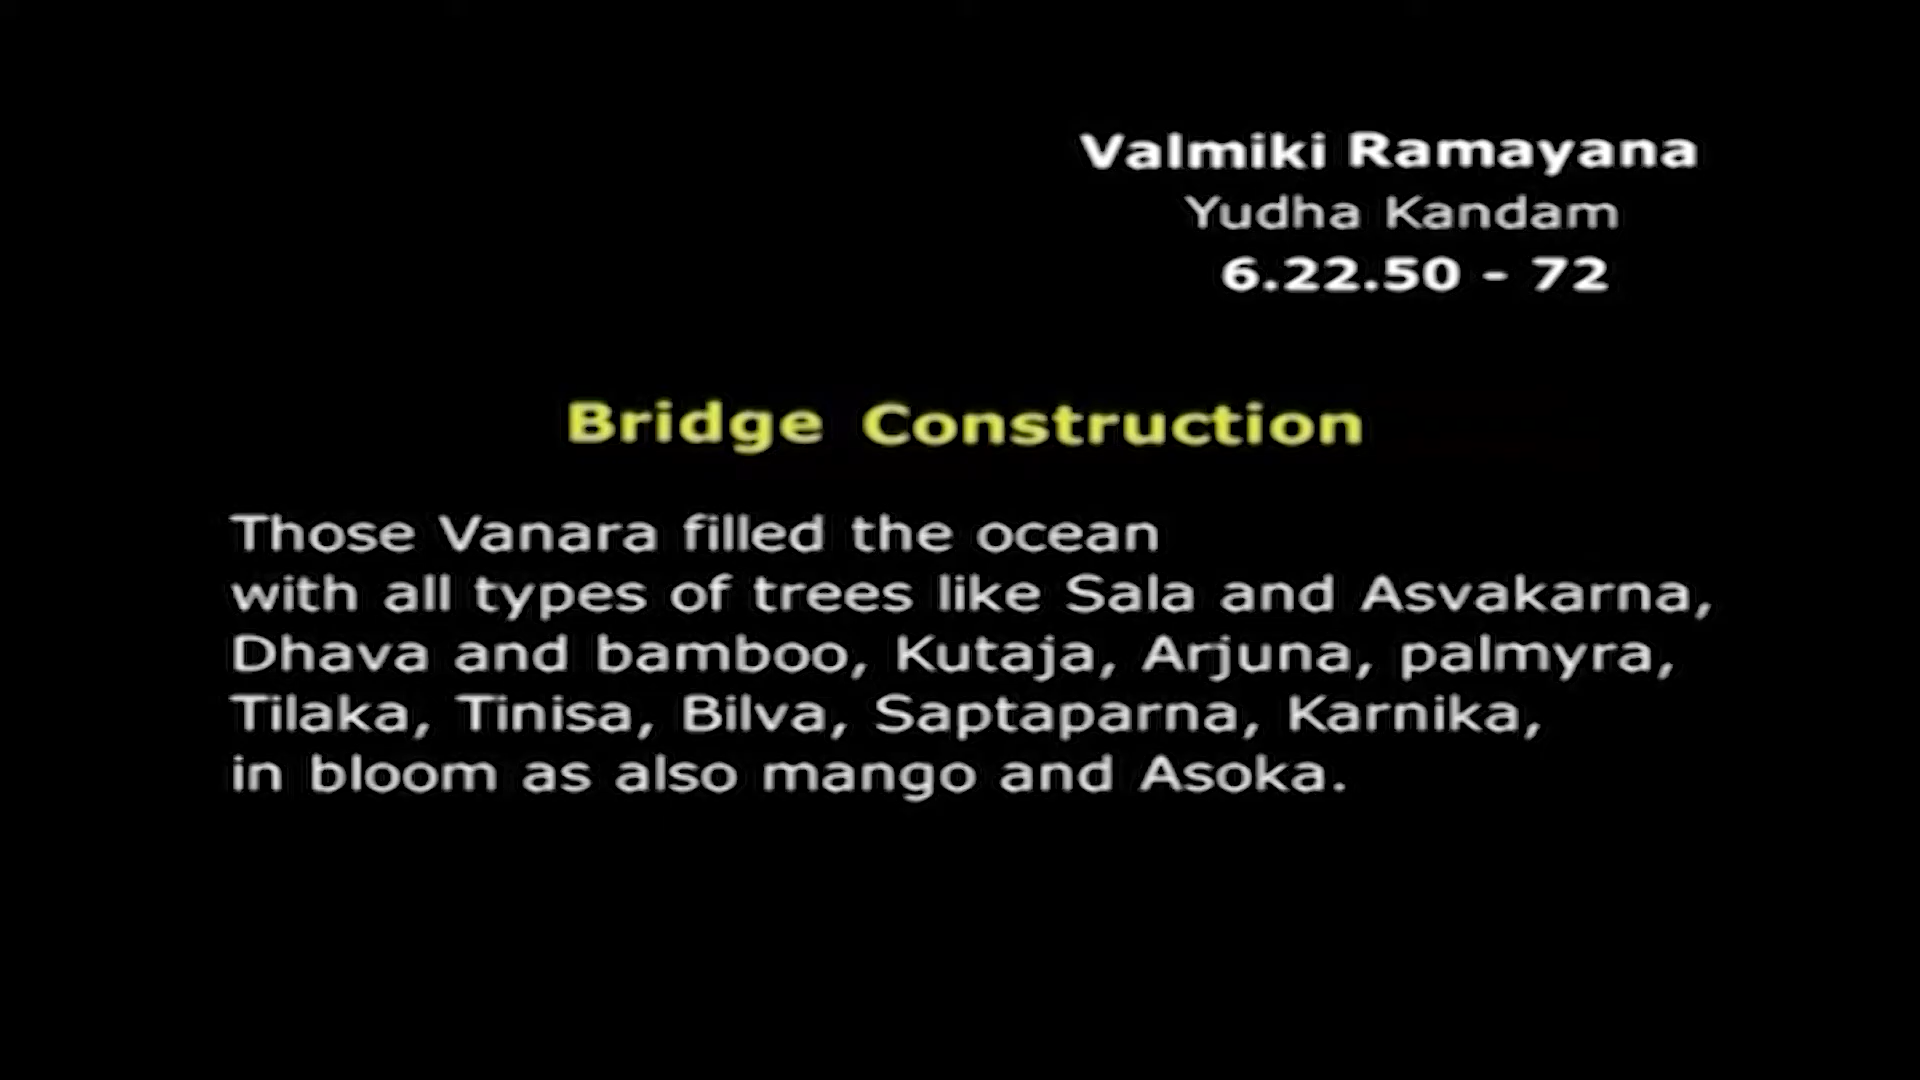 Valmiki Ramayana
Yudha Kandam
6.22.50 - 72
Bridge Construction
Those Vanara filled the ocean
with all types of trees like Sala and Asvakarna,
Dhava and bamboo, Kutaja, Arjuna, palmyra,
Tilaka, Tinisa, Bilva, Saptaparna, Karnika,
in bloom as also mango and Asoka.